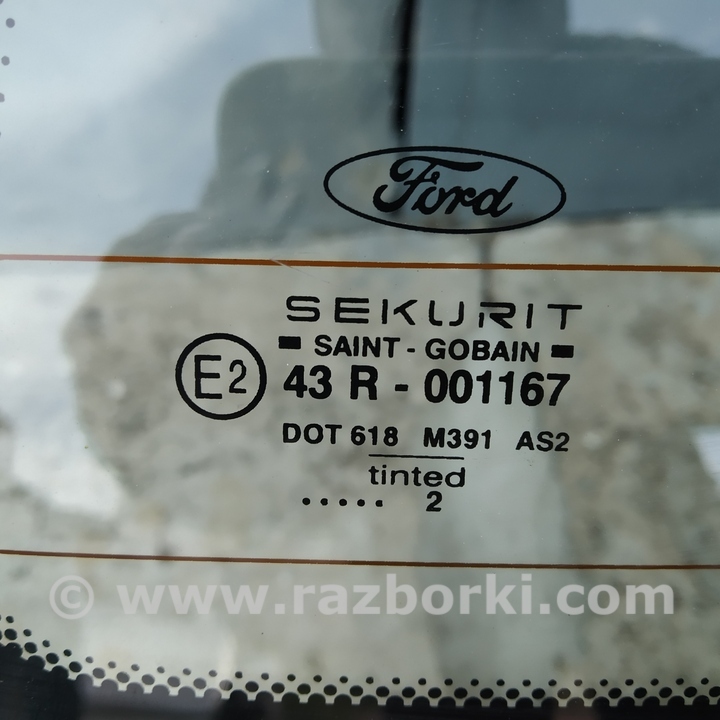 Ford
SEKURIT
SAINT - GOBAIN
E2 43 R - 001167
DOT 618 M391 AS2
tinted
..... 2
© www.razborki.com